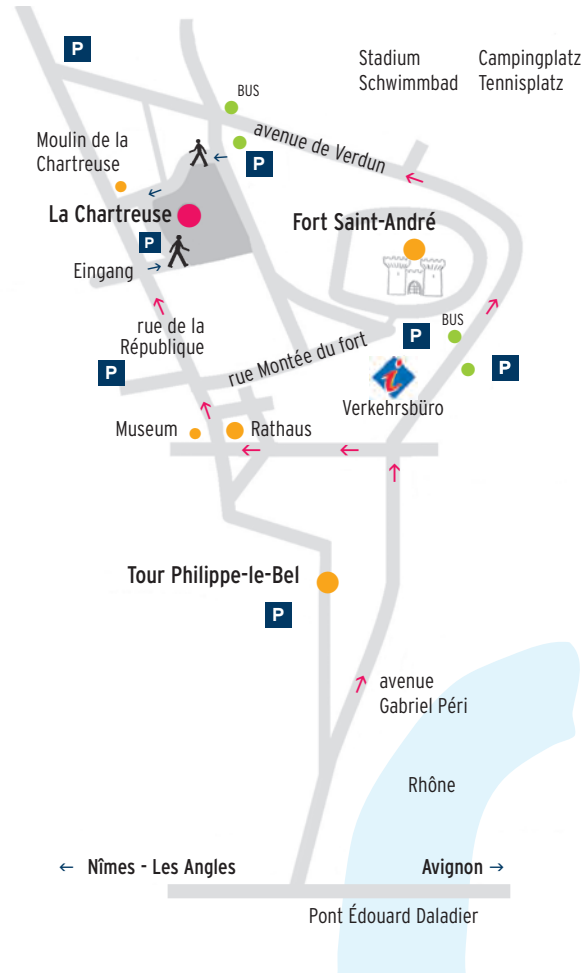 Stadium
Schwimmbad
Campingplatz
Tennisplatz
P
BUS
avenue de Verdun
P
Moulin de la
Chartreuse
La Chartreuse
P
Eingang
Fort Saint-André
BUS
P
P
rue de la
République
rue Montée du fort
P
i
Verkehrsbüro
Museum
Rathaus
Tour Philippe-le-Bel
P
avenue
Gabriel Péri
Rhône
← Nîmes - Les Angles
Avignon →
Pont Édouard Daladier